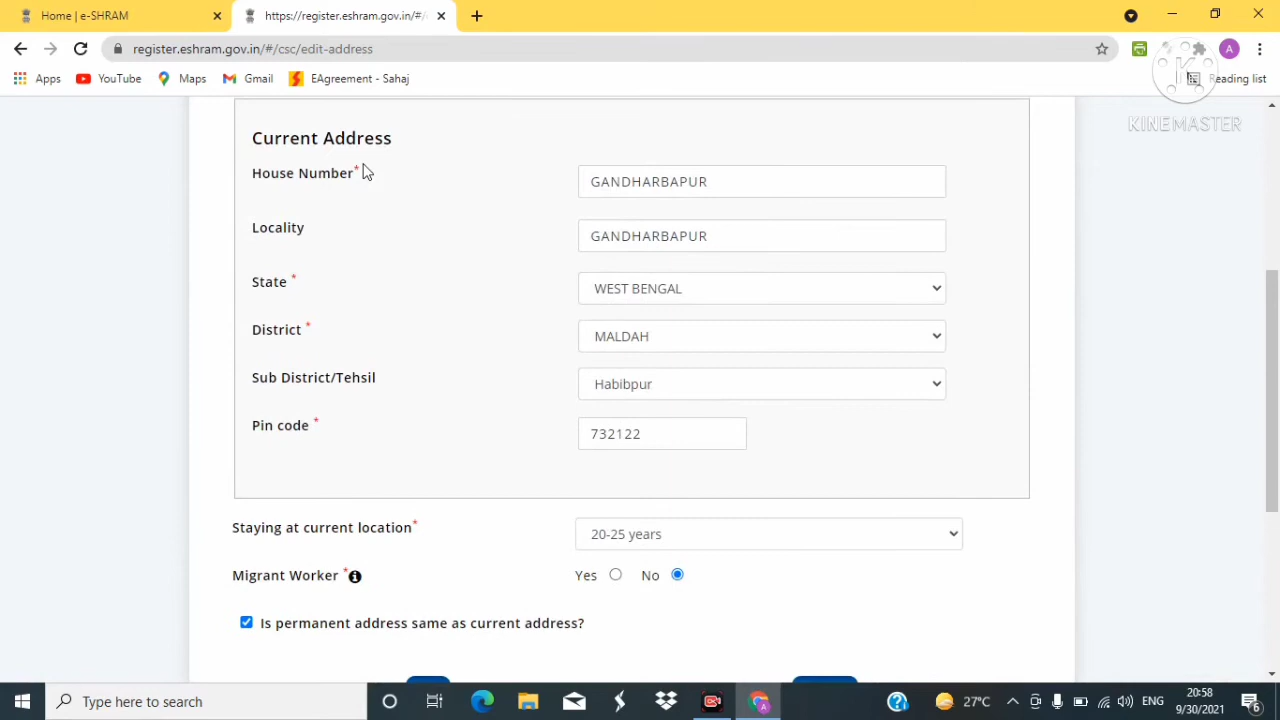 Home | e-SHRAM
https://register.eshram.gov.in/#/
register.eshram.gov.in/#/csc/edit-address
A
Apps YouTube Maps Gmail EAgreement - Sahaj Reading list
KINEMASTER
Current Address
House Number* GANDHARBAPUR
Locality GANDHARBAPUR
State * WEST BENGAL
District * MALDAH
Sub District/Tehsil Habibpur
Pin code * 732122
Staying at current location* 20-25 years
Migrant Worker * Yes No
Is permanent address same as current address?
Type here to search 27°C ENG 20:58
9/30/2021 6